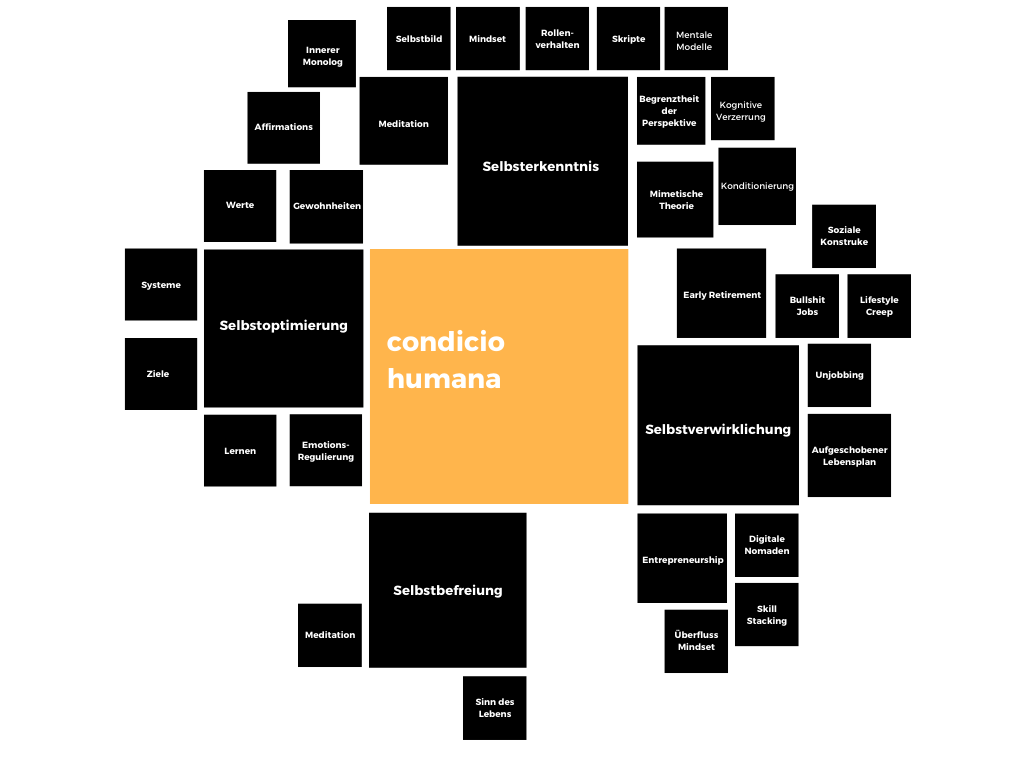 Selbstbild
Mindset
Rollen-
verhalten
Skripte
Mentale
Modelle
Innerer
Monolog
Affirmations
Meditation
Selbsterkenntnis
Begrenztheit
der
Perspektive
Kognitive
Verzerrung
Werte
Gewohnheiten
Mimetische
Theorie
Konditionierung
Soziale
Konstruke
Systeme
Selbstoptimierung
Ziele
Lernen
Emotions-
Regulierung
condicio
humana
Early Retirement
Bullshit
Jobs
Lifestyle
Creep
Selbstverwirklichung
Unjobbing
Aufgeschobener
Lebensplan
Entrepreneurship
Digitale
Nomaden
Skill
Stacking
Überfluss
Mindset
Selbstbefreiung
Meditation
Sinn des
Lebens